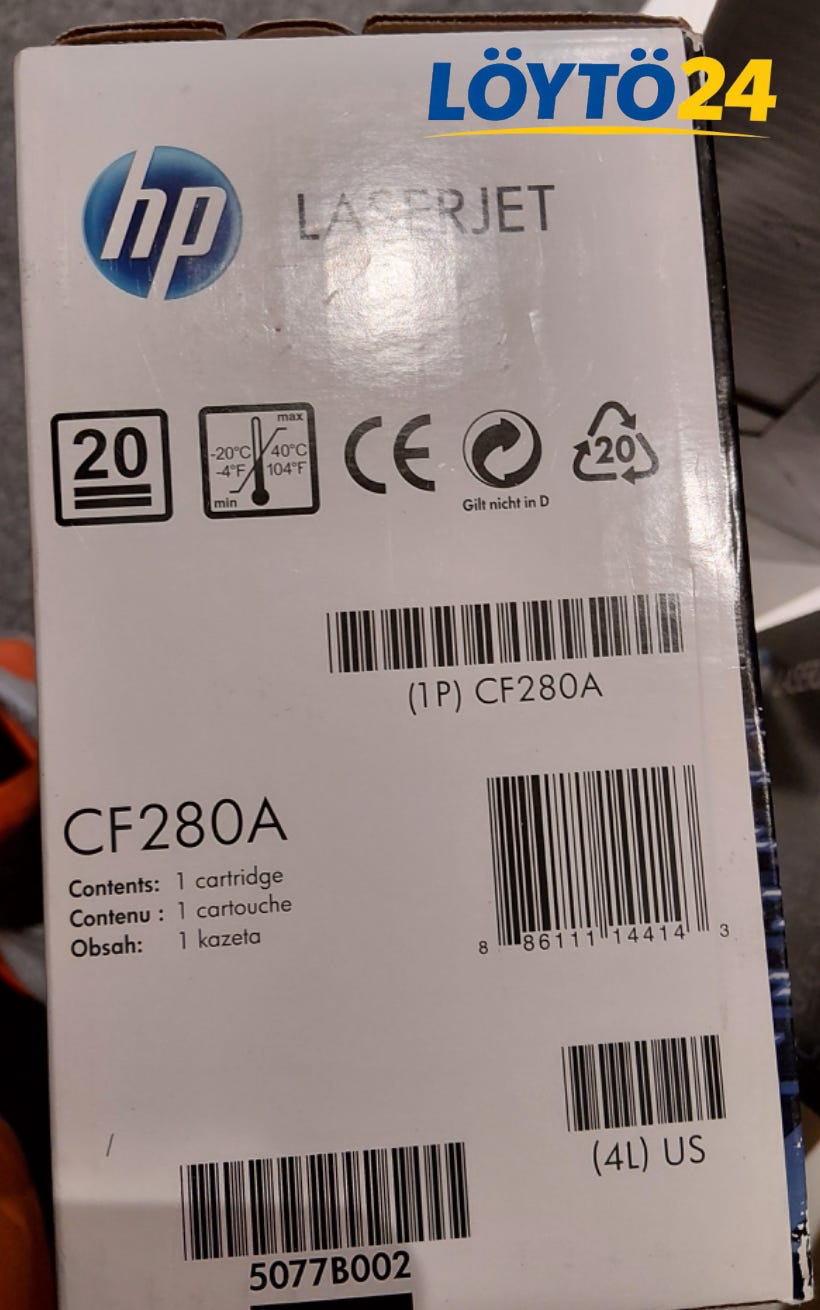 LÖYTÖ24
hp LASERJET
20
max
-20°C 40°C
-4°F 104°F
min
CE
Gilt nicht in D
20
(1P) CF280A
CF280A
Contents: 1 cartridge
Contenu : 1 cartouche
Obsah: 1 kazeta
8 86111 14414 3
(4L) US
5077B002